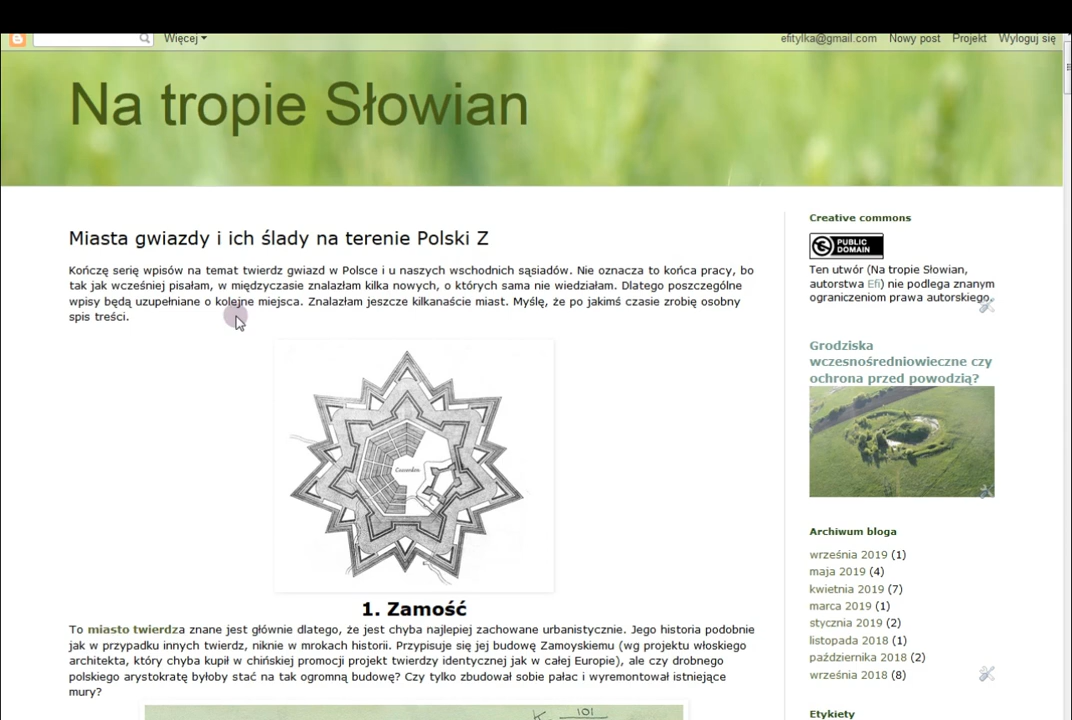 Więcej
efitylka@gmail.com Nowy post Projekt Wyloguj się
Na tropie Słowian
Miasta gwiazdy i ich ślady na terenie Polski Z
Kończę serię wpisów na temat twierdz gwiazd w Polsce i u naszych wschodnich sąsiadów. Nie oznacza to końca pracy, bo
tak jak wcześniej pisałam, w międzyczasie znalazłam kilka nowych, o których sama nie wiedziałam. Dlatego poszczególne
wpisy będą uzupełniane o kolejne miejsca. Znalazłam jeszcze kilkanaście miast. Myślę, że po jakimś czasie zrobię osobny
spis treści.
Coevorden
1. Zamość
To miasto twierdza znane jest głównie dlatego, że jest chyba najlepiej zachowane urbanistycznie. Jego historia podobnie
jak w przypadku innych twierdz, niknie w mrokach historii. Przypisuje się jej budowę Zamoyskiemu (wg projektu włoskiego
architekta, który chyba kupił w chińskiej promocji projekt twierdzy identycznej jak w całej Europie), ale czy drobnego
polskiego arystokratę byłoby stać na tak ogromną budowę? Czy tylko zbudował sobie pałac i wyremontował istniejące
mury?
K 101
Creative commons
PUBLIC
DOMAIN
Ten utwór (Na tropie Słowian,
autorstwa Efi) nie podlega znanym
ograniczeniom prawa autorskiego.
Grodziska
wczesnośredniowieczne czy
ochrona przed powodzią?
Archiwum bloga
września 2019 (1)
maja 2019 (4)
kwietnia 2019 (7)
marca 2019 (1)
stycznia 2019 (2)
listopada 2018 (1)
października 2018 (2)
września 2018 (8)
Etykiety